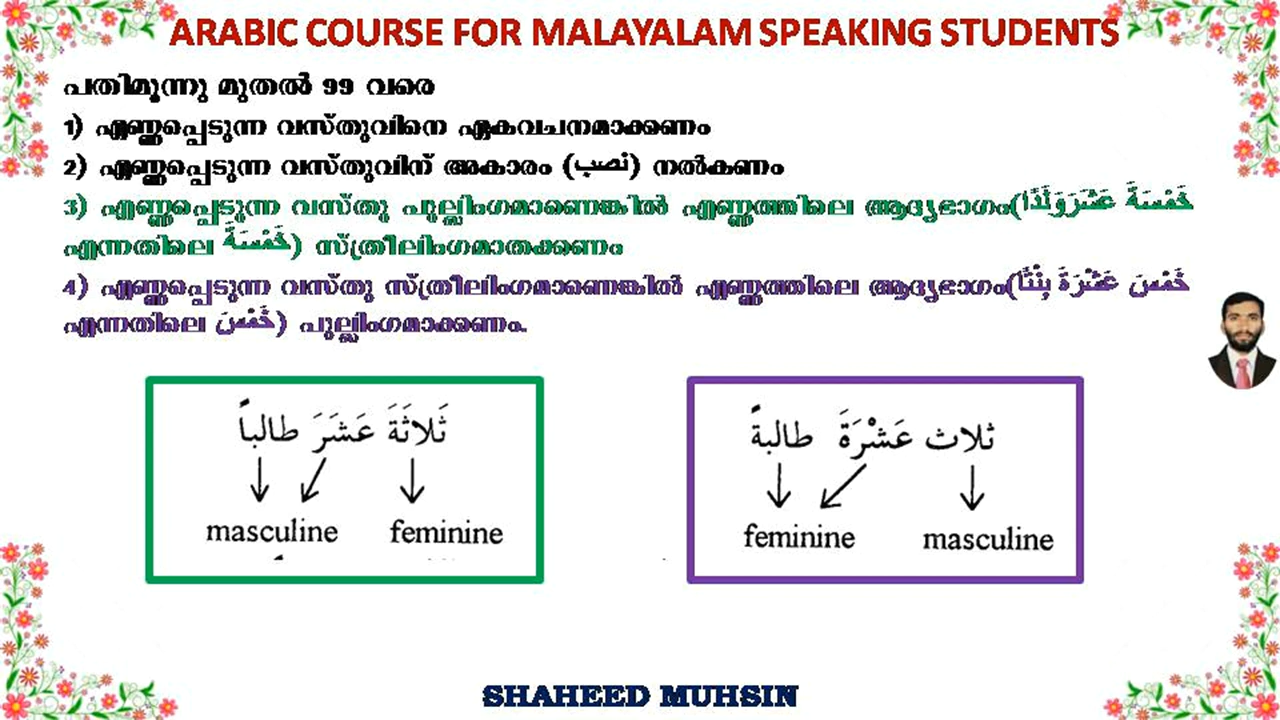 ARABIC COURSE FOR MALAYALAM SPEAKING STUDENTS
പതിമൂന്നു മുതൽ 99 വരെ
1) എണ്ണപ്പെടുന്ന വസ്തുവിനെ ഏകവചനമാക്കണം
2) എണ്ണപ്പെടുന്ന വസ്തുവിന് അകാരം (نصب) നൽകണം
3) എണ്ണപ്പെടുന്ന വസ്തു പുല്ലിംഗമാണെങ്കിൽ എണ്ണത്തിലെ ആദ്യഭാഗം(خَمْسَةَ عَشْرَوَلَدًا
എന്നതിലെ خَمْسَةَ) സ്ത്രീലിംഗമാതക്കണം
4) എണ്ണപ്പെടുന്ന വസ്തു സ്ത്രീലിംഗമാണെങ്കിൽ എണ്ണത്തിലെ ആദ്യഭാഗം(خَمْسَ عَشْرَةَ بِنْتًا
എന്നതിലെ خَمْسَ) പുല്ലിംഗമാക്കണം.
ثَلاثَةَ عَشَرَ طالباً
masculine feminine
ثلاث عَشْرَةَ طالبةً
feminine masculine
SHAHEED MUHSIN